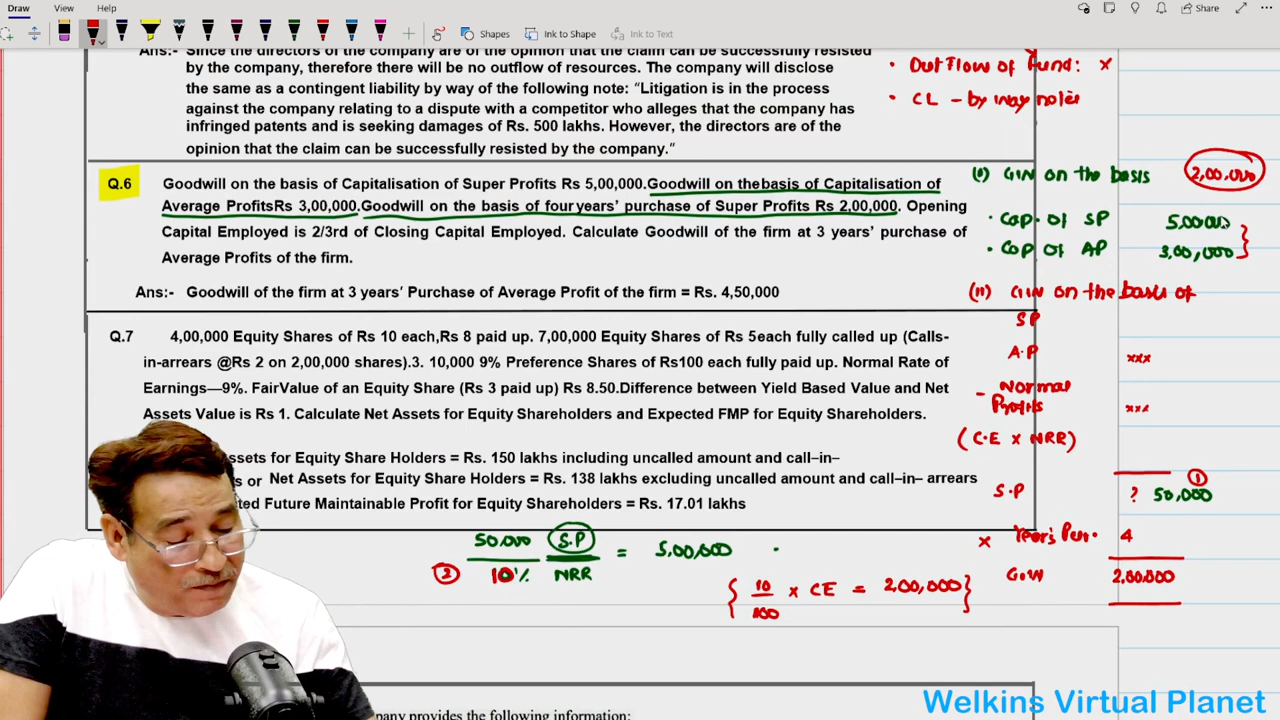 Draw View Help
Share
Shapes Ink to Shape Ink to Text
Ans:- Since the directors of the company are of the opinion that the claim can be successfully resisted
by the company, therefore there will be no outflow of resources. The company will disclose
the same as a contingent liability by way of the following note: “Litigation is in the process
against the company relating to a dispute with a competitor who alleges that the company has
infringed patents and is seeking damages of Rs. 500 lakhs. However, the directors are of the
opinion that the claim can be successfully resisted by the company.”
• Out Flow of Fund: x
• CL - by way notes
Q.6 Goodwill on the basis of Capitalisation of Super Profits Rs 5,00,000.Goodwill on thebasis of Capitalisation of
Average ProfitsRs 3,00,000.Goodwill on the basis of fouryears’ purchase of Super Profits Rs 2,00,000. Opening
Capital Employed is 2/3rd of Closing Capital Employed. Calculate Goodwill of the firm at 3 years’ purchase of
Average Profits of the firm.
Ans:- Goodwill of the firm at 3 years’ Purchase of Average Profit of the firm = Rs. 4,50,000
(I) G/W on the basis 2,00,000
• Cap. of SP 5,00,000
• Cap of AP 3,00,000
(II) G/W on the basis of
SP
A.P xxx
- Normal
Profits xxx
(C.E x NRR)
S.P ? 50,000 ①
x Year's Pur. 4
G/W 2,00,000
Q.7 4,00,000 Equity Shares of Rs 10 each,Rs 8 paid up. 7,00,000 Equity Shares of Rs 5each fully called up (Calls-
in-arrears @Rs 2 on 2,00,000 shares).3. 10,000 9% Preference Shares of Rs100 each fully paid up. Normal Rate of
Earnings—9%. FairValue of an Equity Share (Rs 3 paid up) Rs 8.50.Difference between Yield Based Value and Net
Assets Value is Rs 1. Calculate Net Assets for Equity Shareholders and Expected FMP for Equity Shareholders.
ssets for Equity Share Holders = Rs. 150 lakhs including uncalled amount and call–in–
s or Net Assets for Equity Share Holders = Rs. 138 lakhs excluding uncalled amount and call–in– arrears
ted Future Maintainable Profit for Equity Shareholders = Rs. 17.01 lakhs
50,000 S.P = 5,00,000
② 10% NRR
{ 10 x CE = 2,00,000 }
100
Welkins Virtual Planet
pany provides the following information: